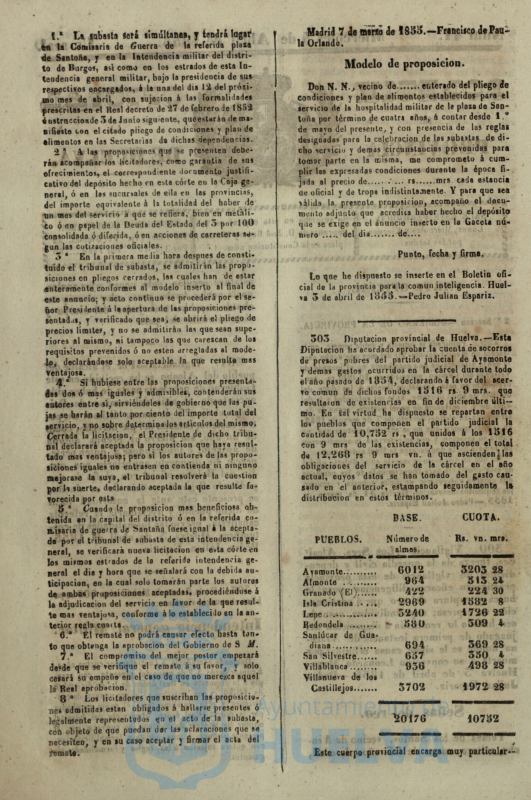 1.ª La subasta será simúltanea, y tendrá lugar
en la Comisaria de Guerra de la referida plaza
de Santoña, y en la Intendencia militar del distri-
to de Burgos, asi como en los estrados de esta In-
tendencia general militar, bajo la presidencia de sus
respectivos encargados, á la una del dia 12 del próxi-
mo mes de abril, con sujecion á las formalidades
prescritas en el Real decreto de 27 de febrero de 1852
é instruccion de 3 de Junio siguiente, que estarán de ma-
nifiesto con el citado pliego de condiciones y plan de
alimentos en las Secretarias de dichas dependencias.
2.ª A las proposiciones que se presenten debe-
rán acompañar los licitadores, como garantia de sus
ofrecimientos, el correspondiente documento justifi-
cativo del depósito hecho en esta córte en la Caja ge-
neral, ó en las sucursales de ella en las provincias,
del importe equivalente á la totalidad del haber de
un mes del servicio a que se refiera, bien en metáli-
co ó en papel de la Deuda del Estado del 3 por 100
consolidada ó diferida, ó en acciones de carreteras se-
gun las cotizaciones oficiales.
3.ª En la primera media hora despues de consti-
tuido el tribunal de subasta, se admitirán las propo-
siciones en pliegos cerrados, las cuales han de estar
enteramente conformes al modelo inserto al final de
este anuncio; y acto continuo se procederá por el se-
ñor Presidente á la apertura de las proposiciones pre-
sentadas, y verificado que sea, se abrirá el pliego de
precios limites, y no se admitirán las que sean supe-
riores al mismo, ni tampoco las que carezcan de los
requisitos prevenidos ó no esten arregladas al mode-
lo, declarándose solo aceptable la que resulte mas
ventajosa.
4.ª Si hubiese entre las proposiciones presenta-
das dos ó mas iguales y admisibles, contenderán sus
autores entre si, sirviéndoles de gobierno que las pu-
jas se harán al tanto por ciento del importe total del
servicio, y no sobre determinados articulos del mismo.
Cerrada la licitacion, el Presidente de dicho tribu-
nal declarará aceptada la proposicion que haya resul-
tado mas ventajosa; pero si los autores de las propo-
siciones iguales no entrasen en contienda ni ninguno
mejorase la suya, el tribunal resolverá la cuestion
por la suerte, declarando aceptada la que resulte fa-
vorecida por esta
5.ª Cuando la proposicion mas beneficiosa ob-
tenida en la capital del distrito ó en la referida co-
misaria de guerra de Santoña fuese igual á la acepta-
da por el tribunal de subasta de esta intendencia ge-
neral, se verificará nueva licitacion en esta córte en
los mismos estrados de la referida intendencia ge-
neral el dia y hora que se señalará con la debida an-
ticipacion, en la cual solo tomarán parte los autores
de ambas proposiciones aceptadas, procediéndose á
la adjudicacion del servicio en favor de la que resul-
te mas ventajosa, conforme á lo establecido en la an-
terior regla cuarta.
6.ª El remate no podrá causar efecto hasta tan-
to que obtenga la aprobacion del Gobierno de S. M.
7.ª El compromiso del mejor postor empezará
desde que se verifique el remate á su favor, y solo
cesará su empeño en el caso de que no merezca aquel
la Real aprobacion.
8.ª Los licitadores que suscriban las proposicio-
nes admitidas estan obligados á hallarse presentes ó
legalmente representados en el acto de la subasta,
con objeto de que puedan dar las aclaraciones que se
necesiten, y en su caso aceptar y firmar el acta del
remate.
Madrid 7 de marzo de 1855.—Francisco de Pau-
la Orlando.
Modelo de proposicion.
Don N. N., vecino de...... enterado del pliego de
condiciones y plan de alimentos establecidos para el
servicio de la hospitalidad militar de la plaza de San-
toña por término de cuatro años, á contar desde 1.º
de mayo del presente, y con presencia de las reglas
designadas para la celebracion de las subastas de di-
cho servicio y demas circunstancias prevenidas para
tomar parte en la misma, me comprometo á cum-
plir las expresadas condiciones durante la época fi-
jada al precio de....... rs.....mrs cada estancia
de oficial y de tropa indistintamente. Y para que sea
válida la presente proposicion, acompaño el docu-
mento adjunto que acredita haber hecho el depósito
que se exige en el anuncio inserto en la Gaceta nú-
mero .... del dia...... de....
Punto, fecha y firma.
Lo que he dispuesto se inserte en el Boletin ofi-
cial de la provincia para la comun inteligencia. Huel-
va 3 de abril de 1855.—Pedro Julian Espariz.
303 Diputacion provincial de Huelva.—Esta
Diputacion ha acordado aprobar la cuenta de socorros
de presos pobres del partido judicial de Ayamonte
y demas gastos ocurridos en la cárcel durante todo
el año pasado de 1854, declarando á favor del acer-
vo comun de dichos fondos 1516 rs 9 mrs. que
resultaron de existencias en fin de diciembre últi-
mo. En tal virtud ha dispuesto se repartan entre
los pueblos que componen el partido judicial la
cantidad de 10,752 rs, que unidos á los 1516
con 9 mrs de las existencias, componen el total
de 12,268 rs 9 mrs vn. á que ascienden las
obligaciones del servicio de la cárcel en el año
actual, cuyos datos se han tomado del gasto cau-
sado en el anterior, estampando seguidamente la
distribucion en estos términos.
BASE. CUOTA.
PUEBLOS. Número de almas. Rs. vn. mrs.
Ayamonte......... 6012 3203 28
Almonte ......... 964 513 24
Granado (El)...... 422 224 30
Isla Cristina ..... 2969 1582 8
Lepe............ 3240 1726 22
Redondela ....... 580 309 4
Sanlúcar de Gua-
diana........... 694 369 28
San Silvestre..... 657 350 4
Villablanca....... 936 498 28
Villanueva de los
Castillejos....... 3702 1972 28
20176 10752
Este cuerpo provincial encarga muy particular-
Ayuntamiento de
HUELVA